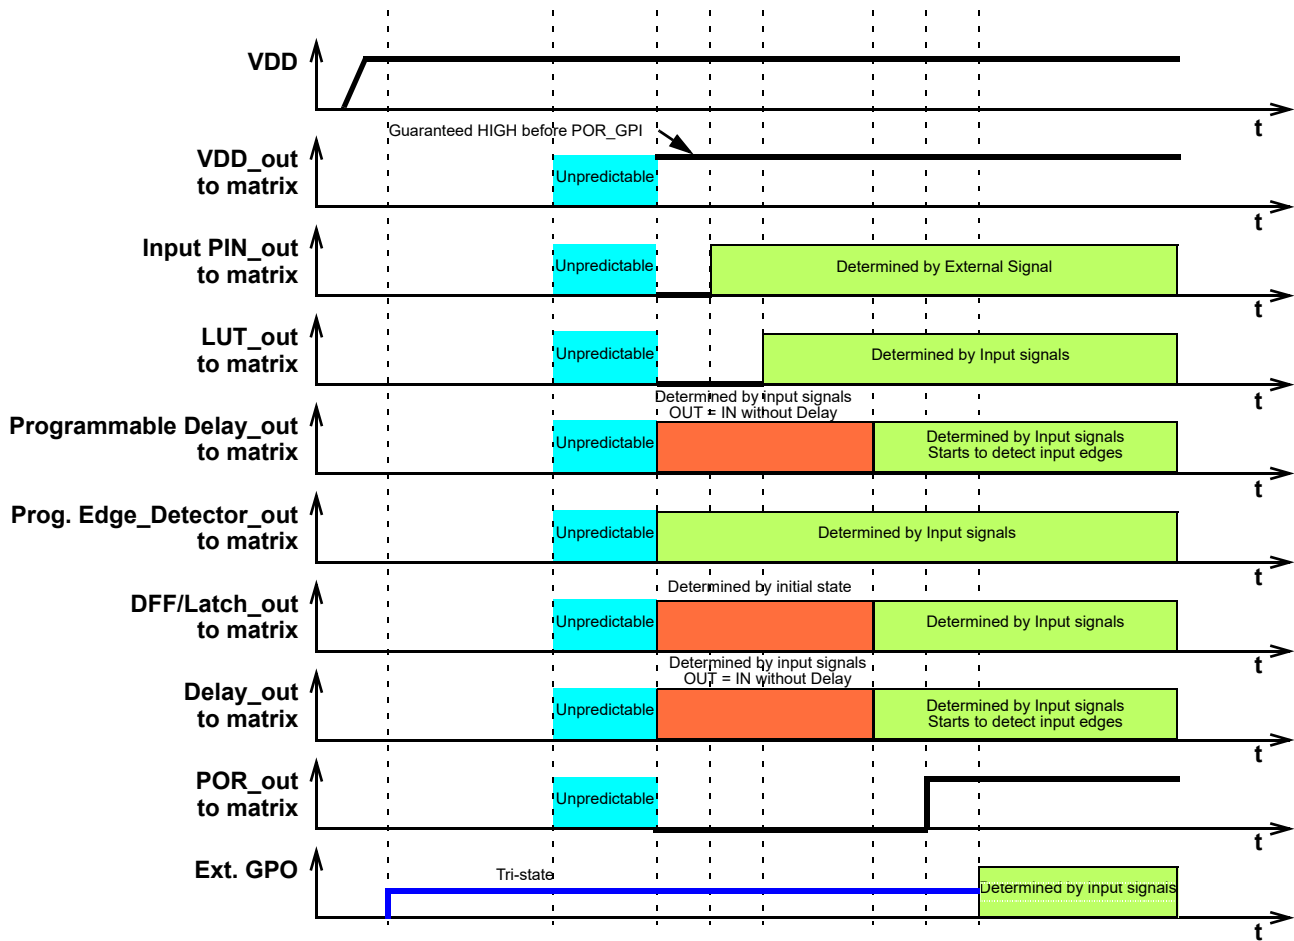 VDD
t
Guaranteed HIGH before POR_GPI
VDD_out
to matrix
Unpredictable
t
Input PIN_out
to matrix
Unpredictable
Determined by External Signal
t
LUT_out
to matrix
Unpredictable
Determined by Input signals
t
Determined by input signals
OUT = IN without Delay
Programmable Delay_out
to matrix
Unpredictable
Determined by Input signals
Starts to detect input edges
t
Prog. Edge_Detector_out
to matrix
Unpredictable
Determined by Input signals
t
Determined by initial state
DFF/Latch_out
to matrix
Unpredictable
Determined by Input signals
t
Determined by input signals
OUT = IN without Delay
Delay_out
to matrix
Unpredictable
Determined by Input signals
Starts to detect input edges
t
POR_out
to matrix
Unpredictable
t
Ext. GPO
Tri-state
Determined by input signals
t